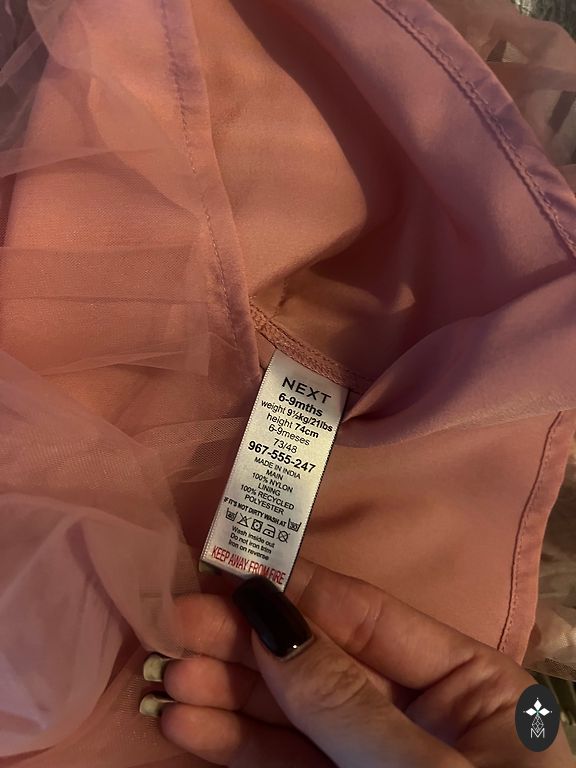 NEXT
6-9mths
weight 9½kg/21lbs
height 74cm
6-9meses
73/48
967-555-247
MADE IN INDIA
MAIN
100% NYLON
LINING
100% RECYCLED
POLYESTER
IF IT'S NOT DIRTY WASH AT 30
Wash inside out
Do not iron trim
Iron on reverse
KEEP AWAY FROM FIRE
M